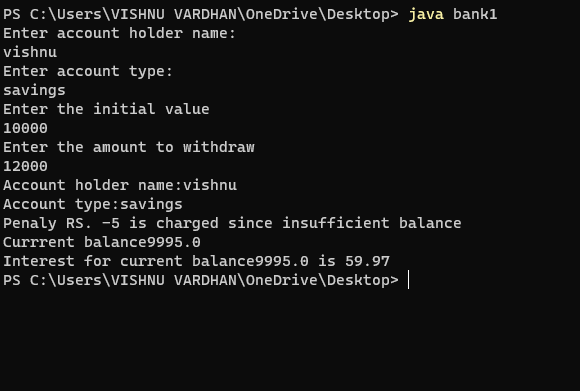 PS C:\Users\VISHNU VARDHAN\OneDrive\Desktop> java bank1
Enter account holder name:
vishnu
Enter account type:
savings
Enter the initial value
10000
Enter the amount to withdraw
12000
Account holder name:vishnu
Account type:savings
Penaly RS. -5 is charged since insufficient balance
Currrent balance9995.0
Interest for current balance9995.0 is 59.97
PS C:\Users\VISHNU VARDHAN\OneDrive\Desktop>